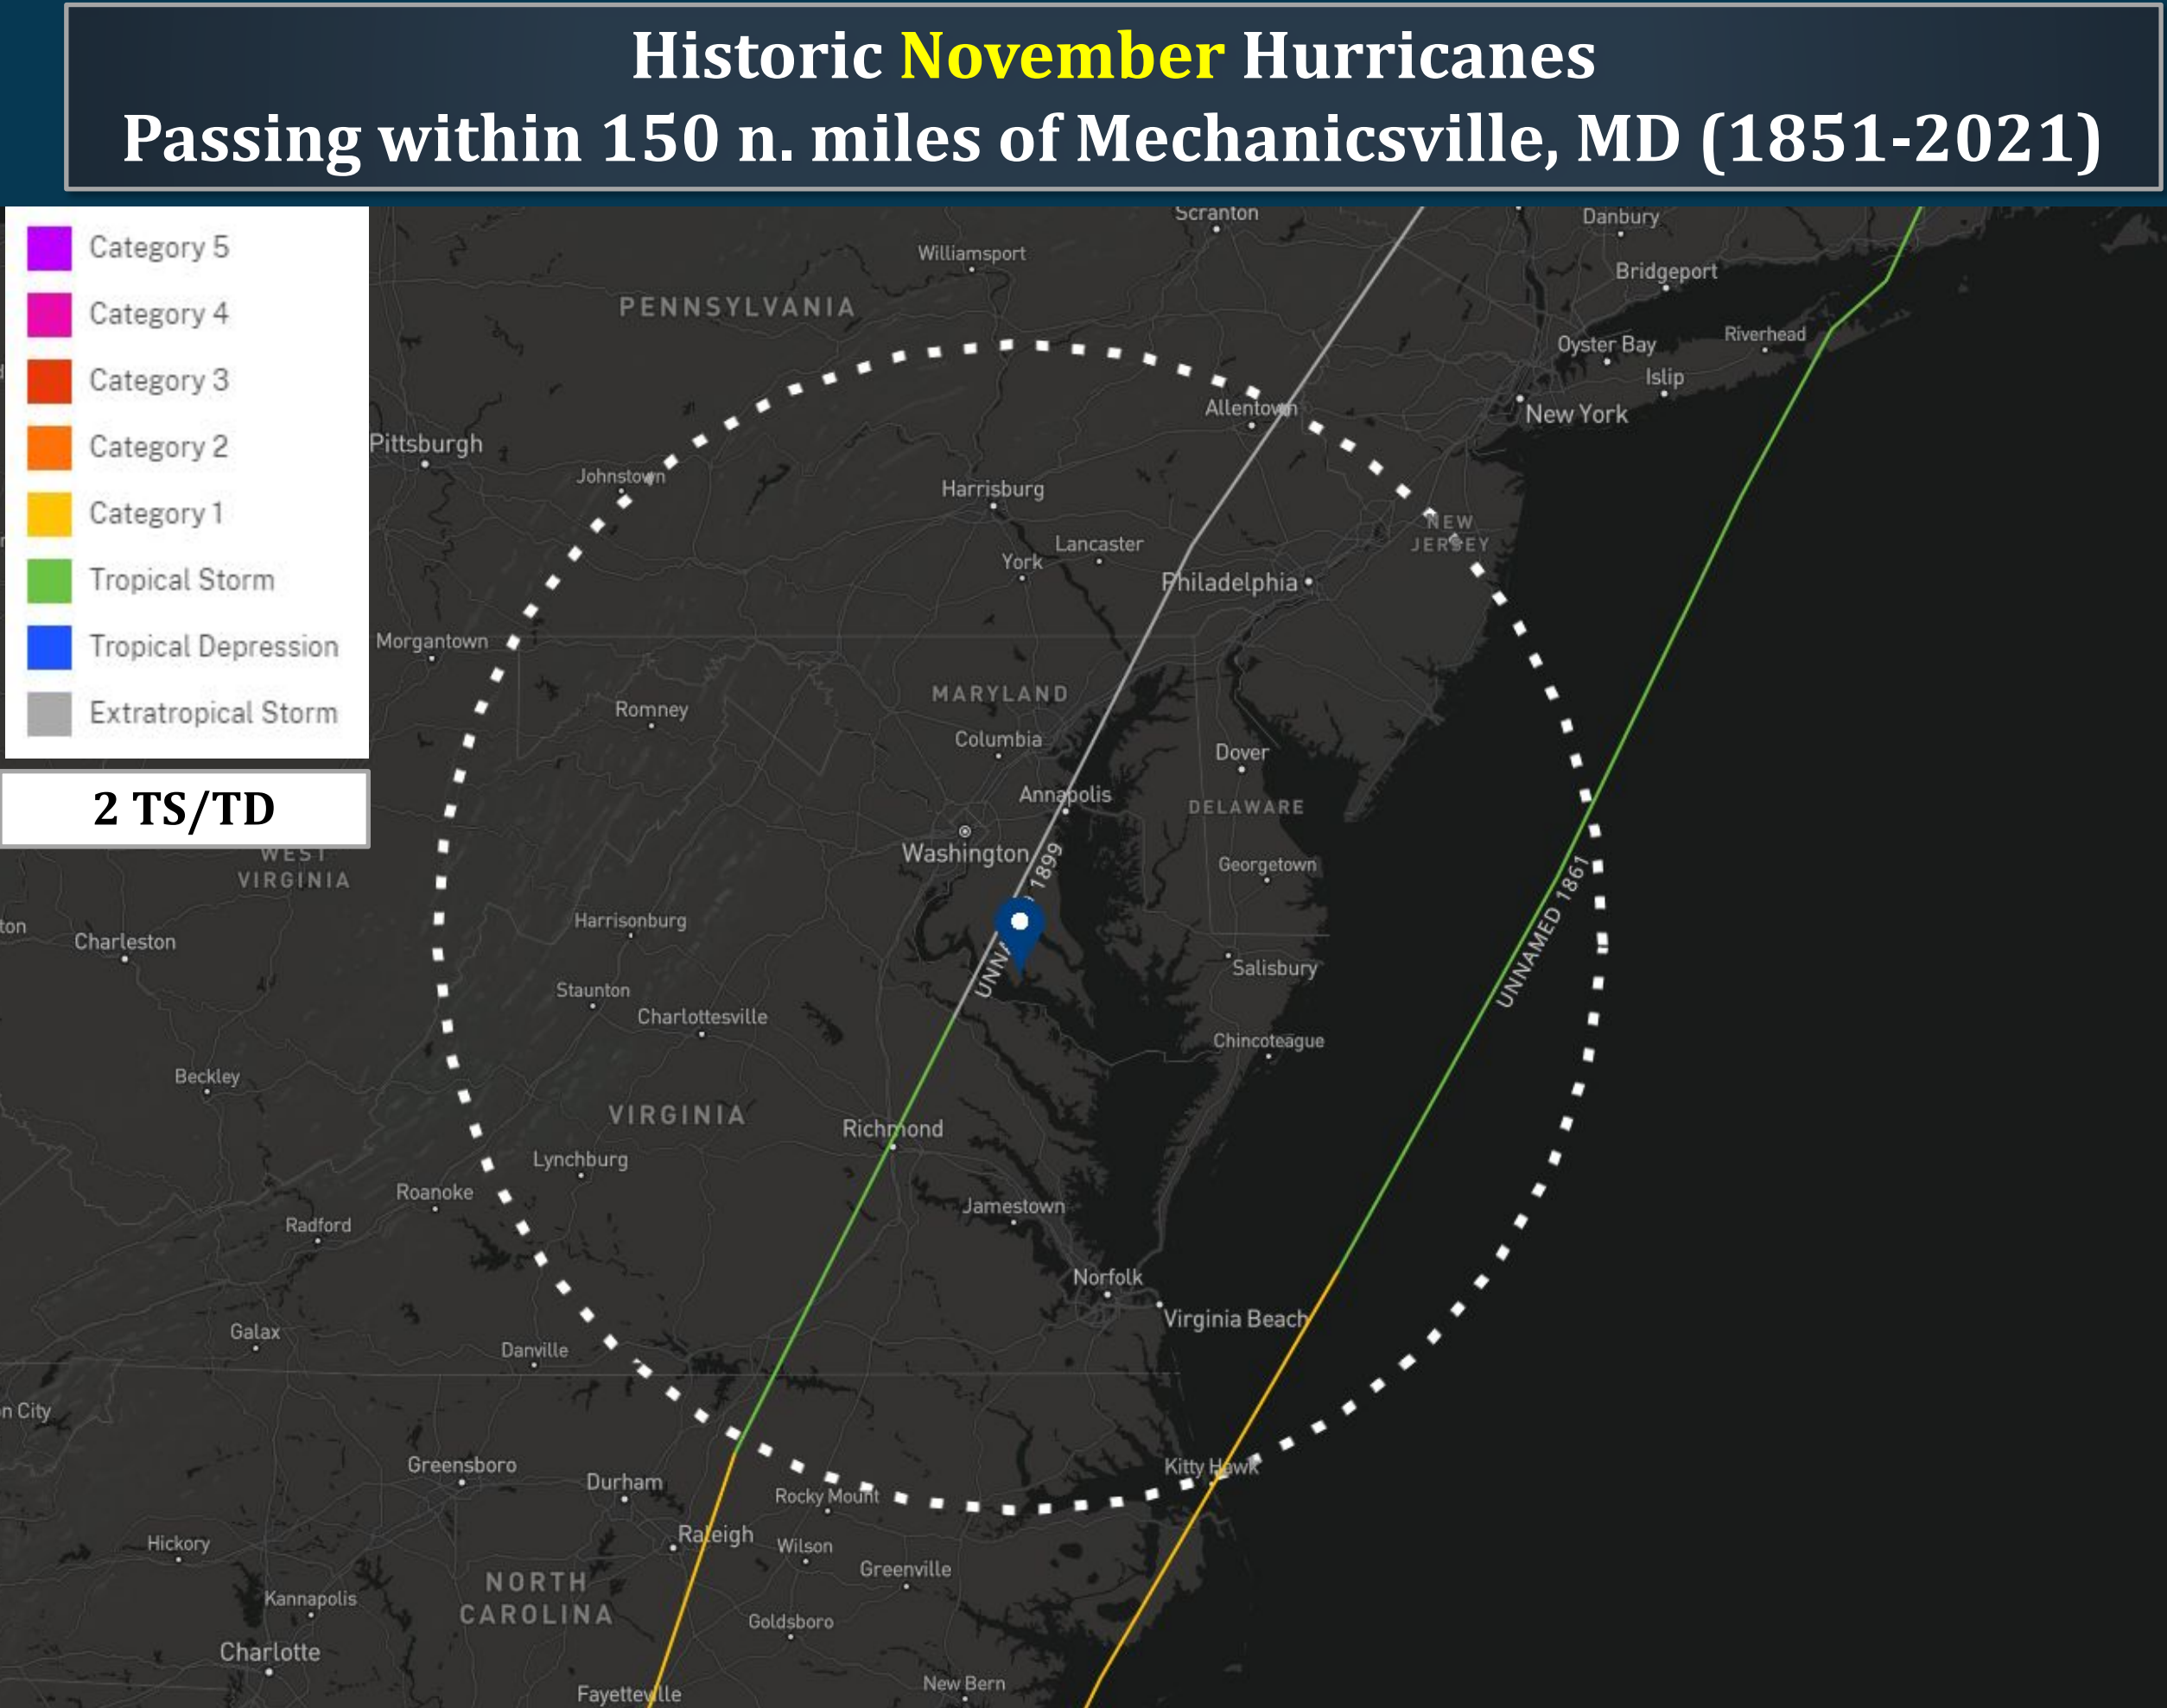 Historic November Hurricanes
Passing within 150 n. miles of Mechanicsville, MD (1851-2021)
Category 5
Category 4
Category 3
Category 2
Category 1
Tropical Storm
Tropical Depression
Extratropical Storm
2 TS/TD
Scranton
Danbury
Williamsport
Bridgeport
PENNSYLVANIA
Riverhead
Oyster Bay
Islip
Allentown
New York
Pittsburgh
Johnstown
Harrisburg
NEW
JERSEY
Lancaster
York
Philadelphia
Morgantown
MARYLAND
Romney
Columbia
Dover
Annapolis
DELAWARE
Washington
WEST
VIRGINIA
1899
Georgetown
UNNAMED 1861
Harrisonburg
ton
Charleston
Salisbury
Staunton
Charlottesville
Chincoteague
Beckley
VIRGINIA
Richmond
Lynchburg
Roanoke
Jamestown
Radford
Norfolk
Virginia Beach
Galax
Danville
n City
Greensboro
Kitty Hawk
Durham
Rocky Mount
Raleigh
Hickory
Wilson
Greenville
NORTH
CAROLINA
Kannapolis
Goldsboro
Charlotte
New Bern
Fayetteville